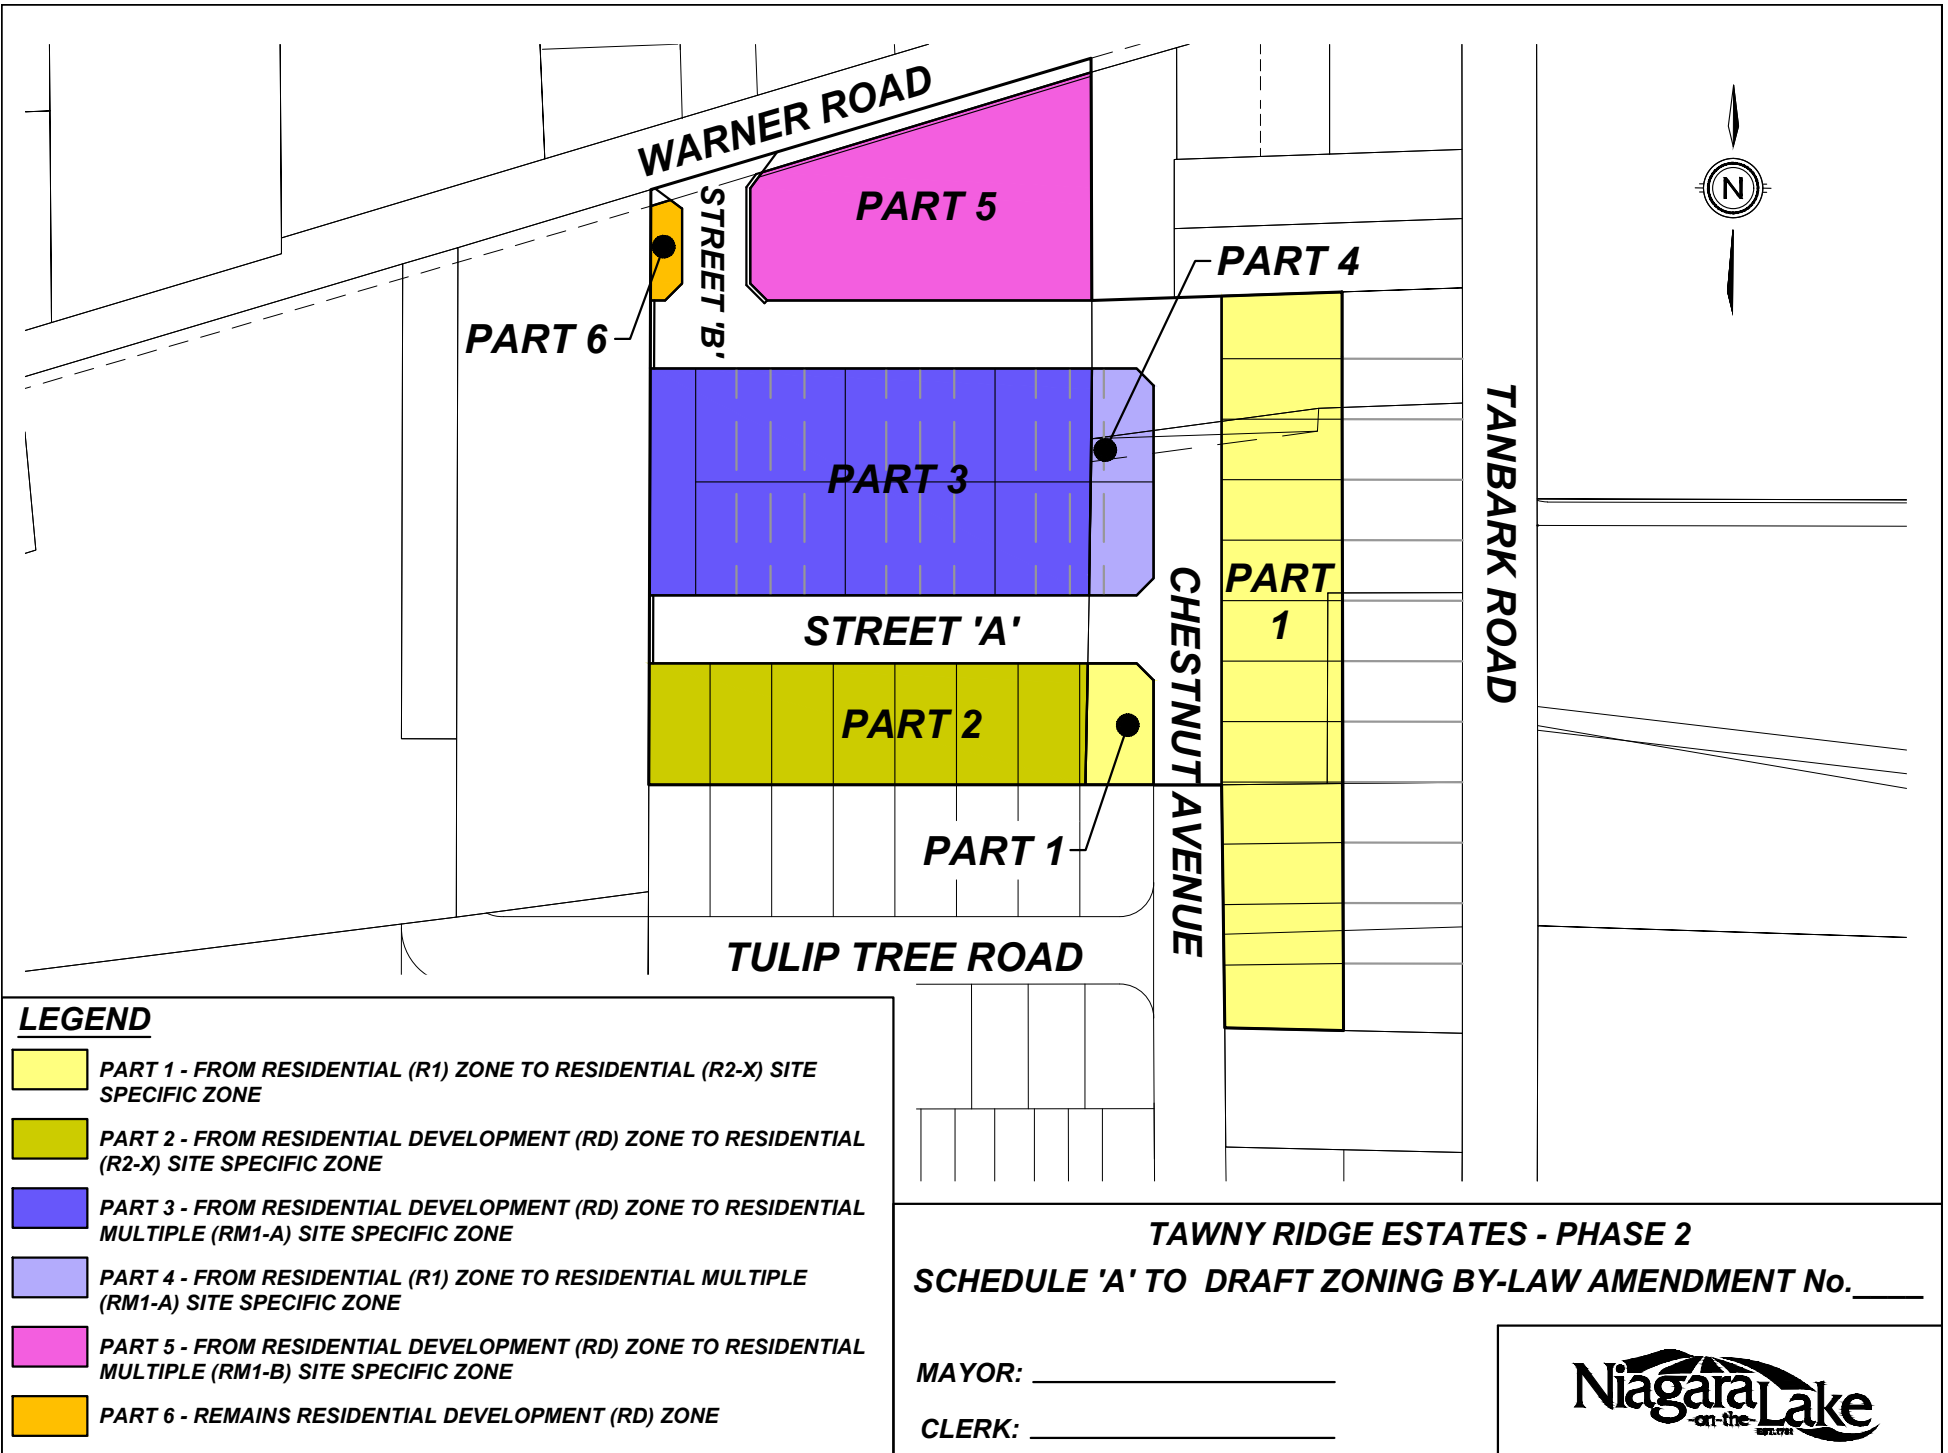 WARNER ROAD
STREET 'B'
PART 5
N
PART 4
PART 6
TANBARK ROAD
PART 3
CHESTNUT AVENUE
PART
1
STREET 'A'
PART 2
PART 1
TULIP TREE ROAD
LEGEND
PART 1 - FROM RESIDENTIAL (R1) ZONE TO RESIDENTIAL (R2-X) SITE
SPECIFIC ZONE
PART 2 - FROM RESIDENTIAL DEVELOPMENT (RD) ZONE TO RESIDENTIAL
(R2-X) SITE SPECIFIC ZONE
PART 3 - FROM RESIDENTIAL DEVELOPMENT (RD) ZONE TO RESIDENTIAL
MULTIPLE (RM1-A) SITE SPECIFIC ZONE
PART 4 - FROM RESIDENTIAL (R1) ZONE TO RESIDENTIAL MULTIPLE
(RM1-A) SITE SPECIFIC ZONE
PART 5 - FROM RESIDENTIAL DEVELOPMENT (RD) ZONE TO RESIDENTIAL
MULTIPLE (RM1-B) SITE SPECIFIC ZONE
PART 6 - REMAINS RESIDENTIAL DEVELOPMENT (RD) ZONE
TAWNY RIDGE ESTATES - PHASE 2
SCHEDULE 'A' TO DRAFT ZONING BY-LAW AMENDMENT No.____
MAYOR: ____
CLERK: ____
Niagara
-on-the-
Lake
EST.1781